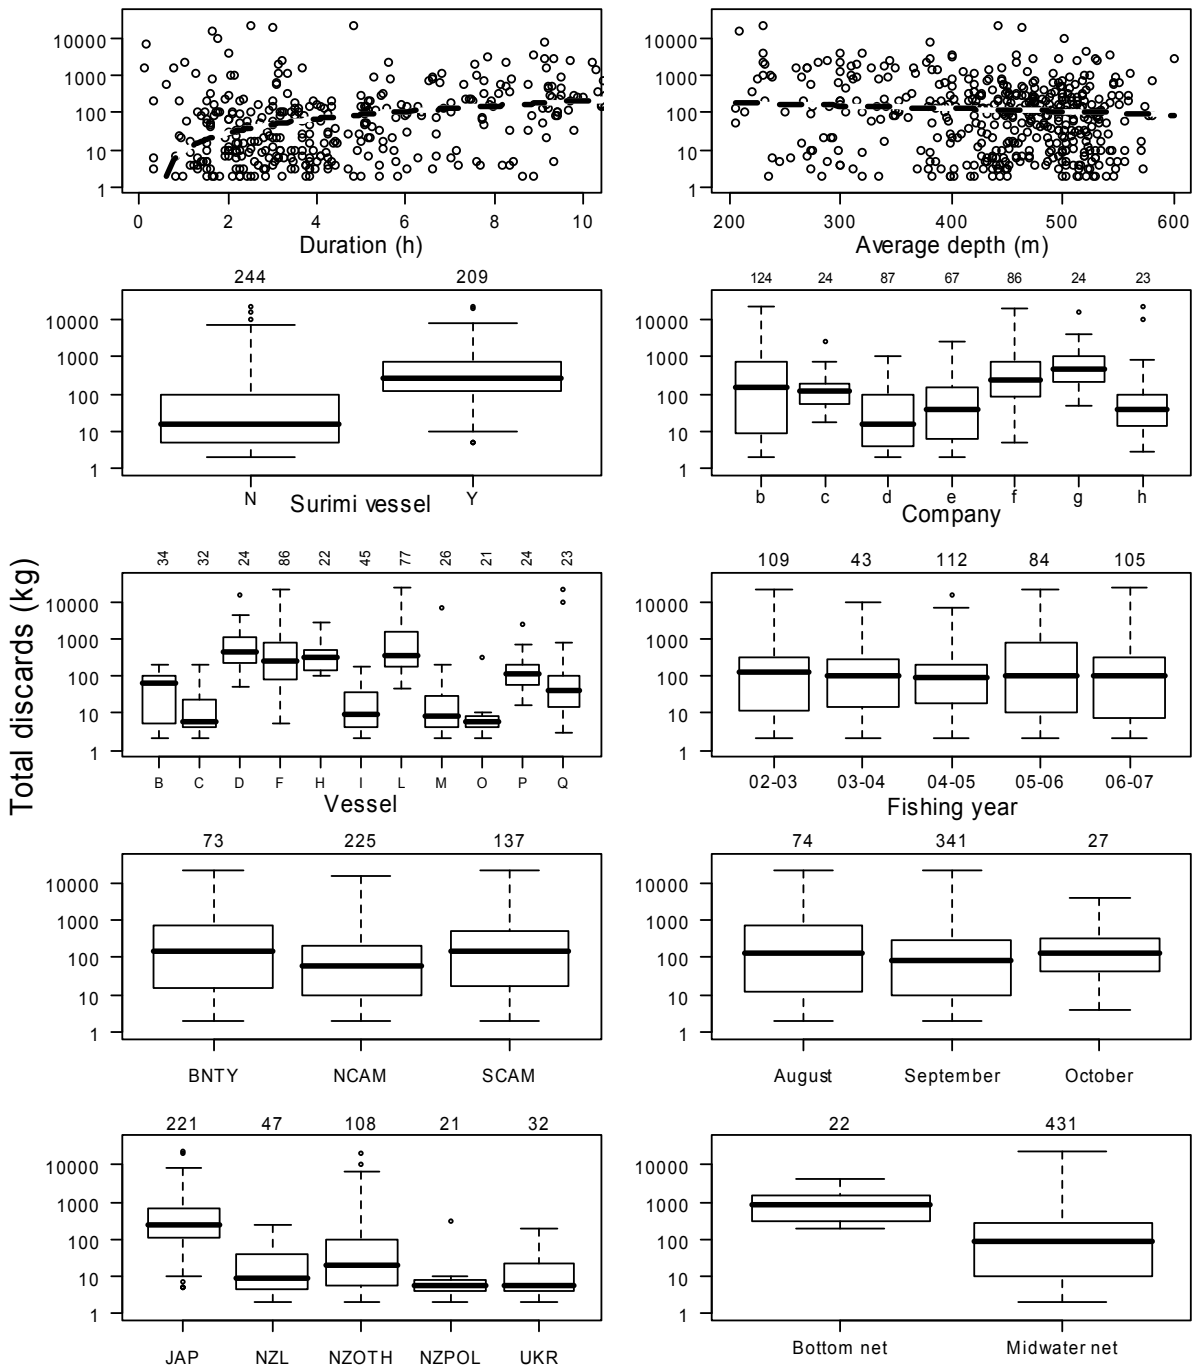 10000
1000
100
10
1
0 2 4 6 8 10
Duration (h)
10000
1000
100
10
1
200 300 400 500 600
Average depth (m)
244 209
10000
1000
100
10
1
N Y
Surimi vessel
124 24 87 67 86 24 23
10000
1000
100
10
1
b c d e f g h
Company
Total discards (kg)
34 32 24 86 22 45 77 26 21 24 23
10000
1000
100
10
1
B C D F H I L M O P Q
Vessel
109 43 112 84 105
10000
1000
100
10
1
02-03 03-04 04-05 05-06 06-07
Fishing year
73 225 137
10000
1000
100
10
1
BNTY NCAM SCAM
74 341 27
10000
1000
100
10
1
August September October
221 47 108 21 32
10000
1000
100
10
1
JAP NZL NZOTH NZPOL UKR
22 431
10000
1000
100
10
1
Bottom net Midwater net